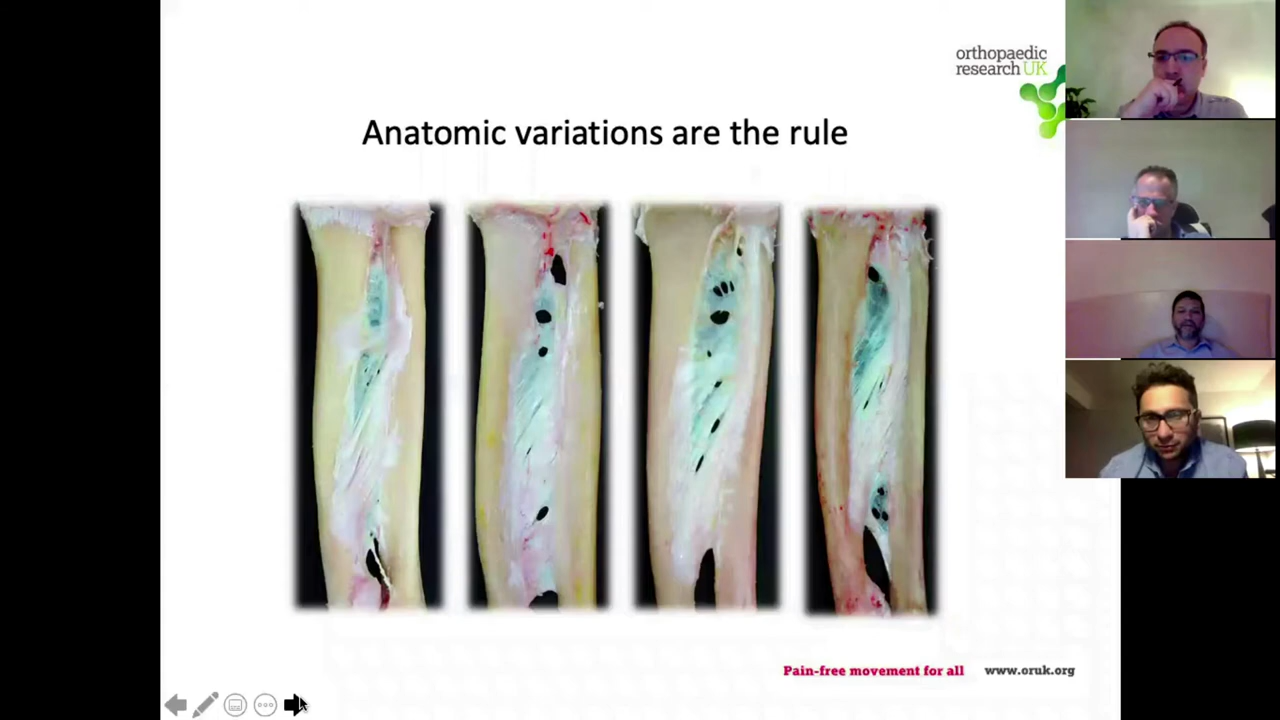 orthopaedic
research UK
Anatomic variations are the rule
Pain-free movement for all www.oruk.org